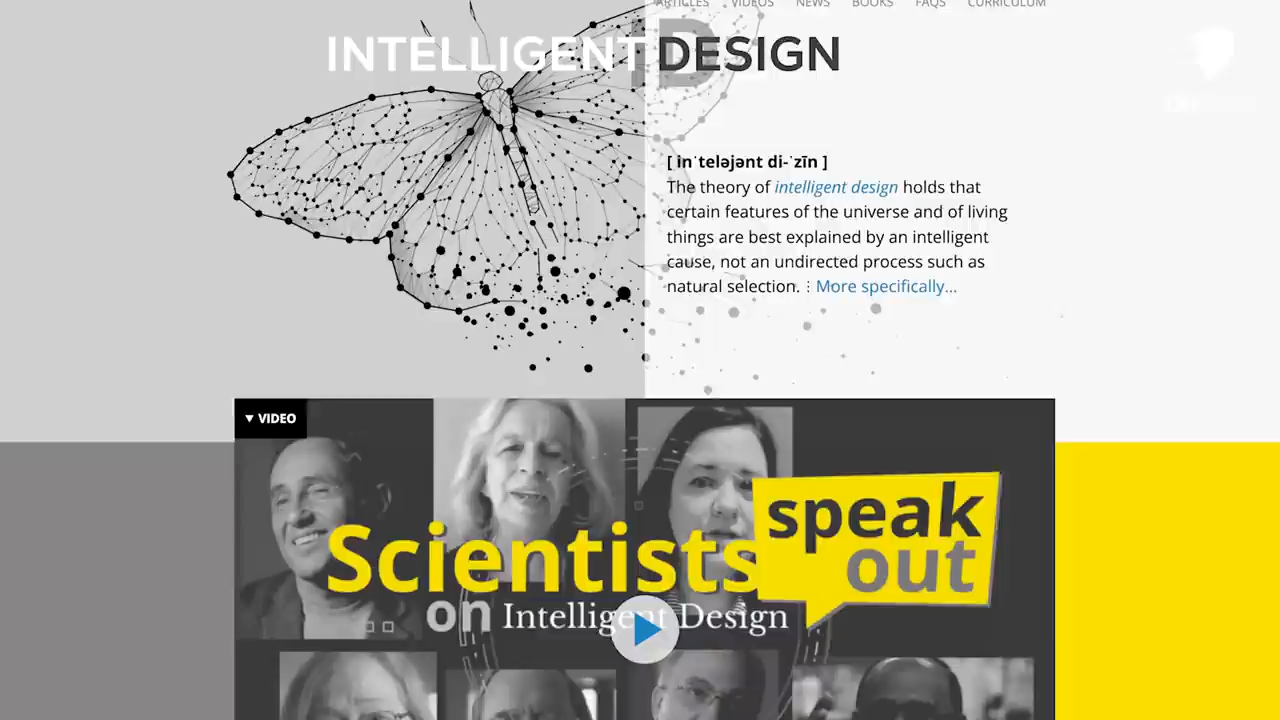 ARTICLES VIDEOS NEWS BOOKS FAQS CURRICULUM
INTELLIGENT DESIGN
[ in ˈteləjənt di-ˈzīn ]
The theory of intelligent design holds that
certain features of the universe and of living
things are best explained by an intelligent
cause, not an undirected process such as
natural selection. ⋮ More specifically...
▼ VIDEO
Scientists
speak
out
on Intelligent Design